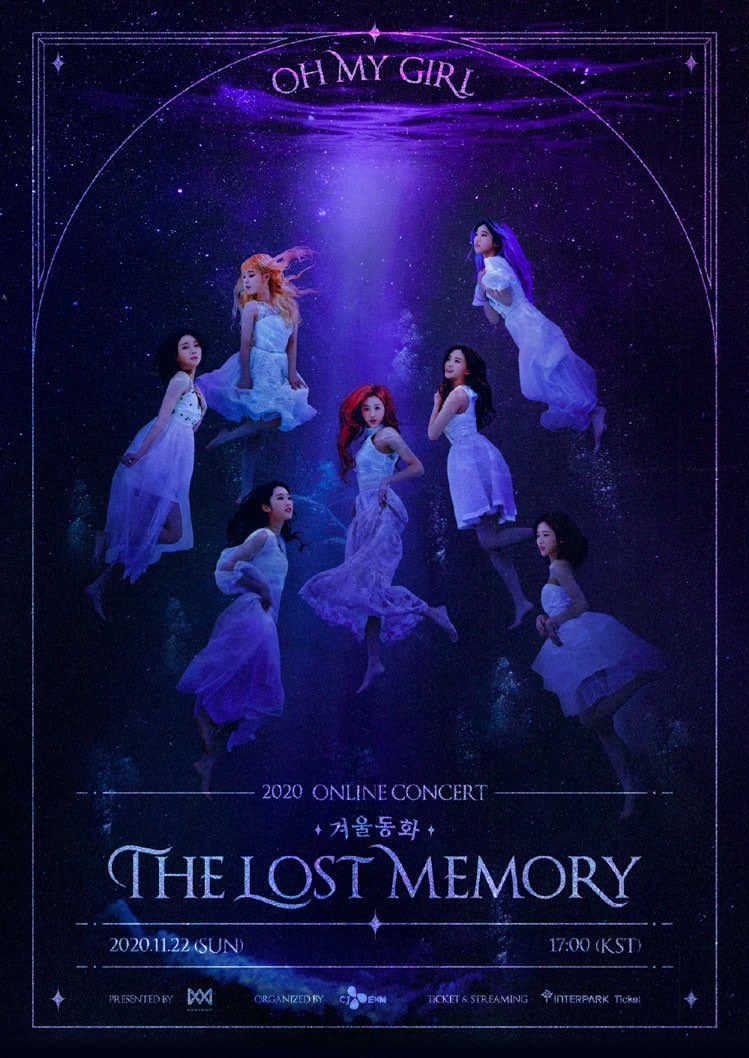 OH MY GIRL
2020 ONLINE CONCERT
겨울동화
THE LOST MEMORY
2020.11.22 (SUN) 17:00 (KST)
PRESENTED BY ORGANIZED BY CJ ENM TICKET & STREAMING INTERPARK Ticket